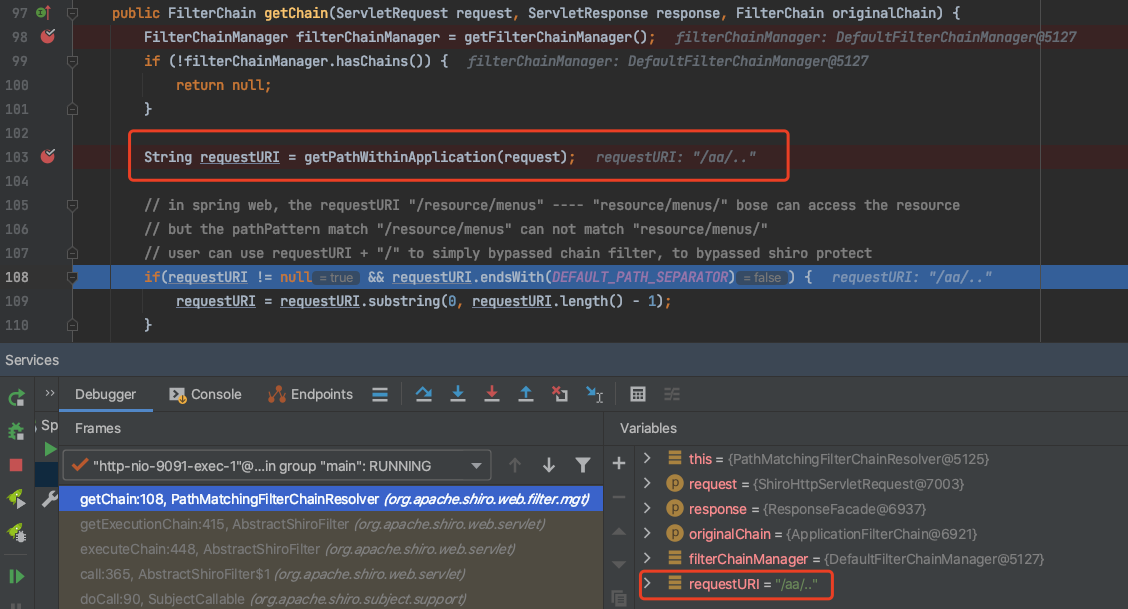 97 public FilterChain getChain(ServletRequest request, ServletResponse response, FilterChain originalChain) {
98 FilterChainManager filterChainManager = getFilterChainManager(); filterChainManager: DefaultFilterChainManager@5127
99 if (!filterChainManager.hasChains()) { filterChainManager: DefaultFilterChainManager@5127
100 return null;
101 }
102
103 String requestURI = getPathWithinApplication(request); requestURI: "/aa/.."
104
105 // in spring web, the requestURI "/resource/menus" ---- "resource/menus/" bose can access the resource
106 // but the pathPattern match "/resource/menus" can not match "resource/menus/"
107 // user can use requestURI + "/" to simply bypassed chain filter, to bypassed shiro protect
108 if(requestURI != null = true && requestURI.endsWith(DEFAULT_PATH_SEPARATOR) = false ) { requestURI: "/aa/.."
109 requestURI = requestURI.substring(0, requestURI.length() - 1);
110 }
Services
Debugger Console Endpoints
Sp
Frames
"http-nio-9091-exec-1"@...in group "main": RUNNING
getChain:108, PathMatchingFilterChainResolver (org.apache.shiro.web.filter.mgt)
getExecutionChain:415, AbstractShiroFilter (org.apache.shiro.web.servlet)
executeChain:448, AbstractShiroFilter (org.apache.shiro.web.servlet)
call:365, AbstractShiroFilter$1 (org.apache.shiro.web.servlet)
doCall:90, SubjectCallable (org.apache.shiro.subject.support)
Variables
this = {PathMatchingFilterChainResolver@5125}
request = {ShiroHttpServletRequest@7003}
response = {ResponseFacade@6937}
originalChain = {ApplicationFilterChain@6921}
filterChainManager = {DefaultFilterChainManager@5127}
requestURI = "/aa/.."